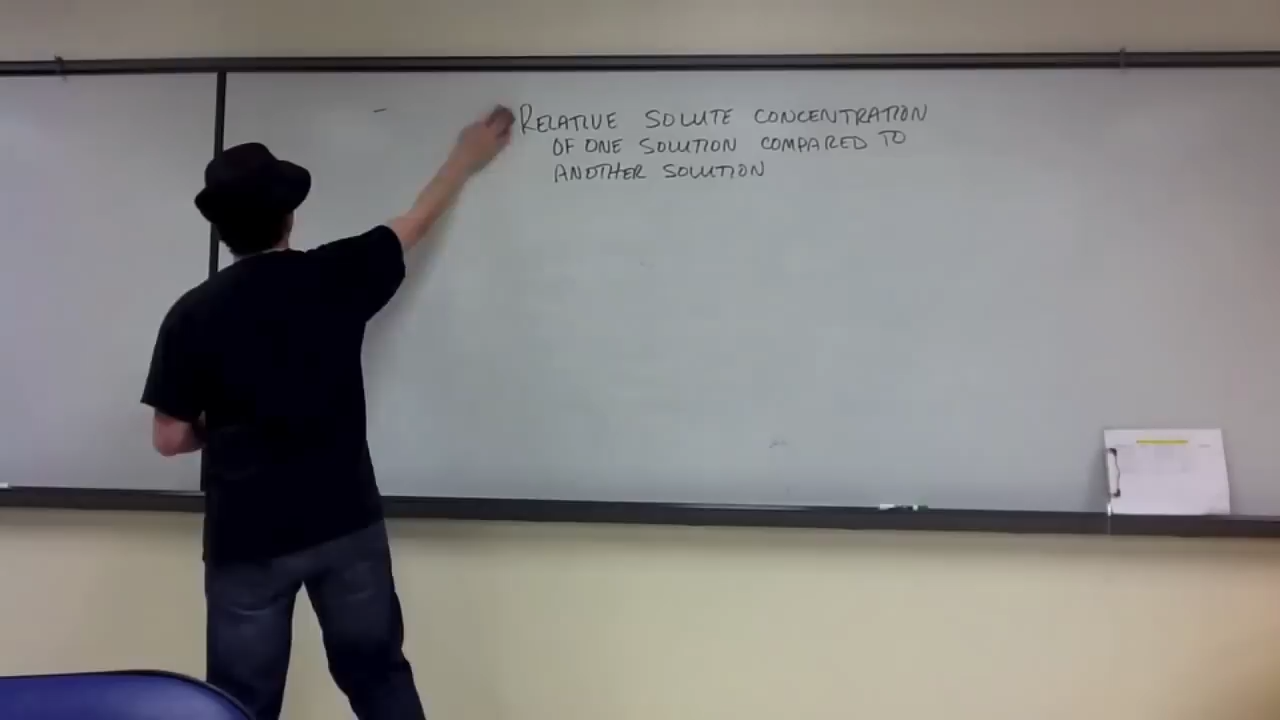 RELATIVE SOLUTE CONCENTRATION
OF ONE SOLUTION COMPARED TO
ANOTHER SOLUTION